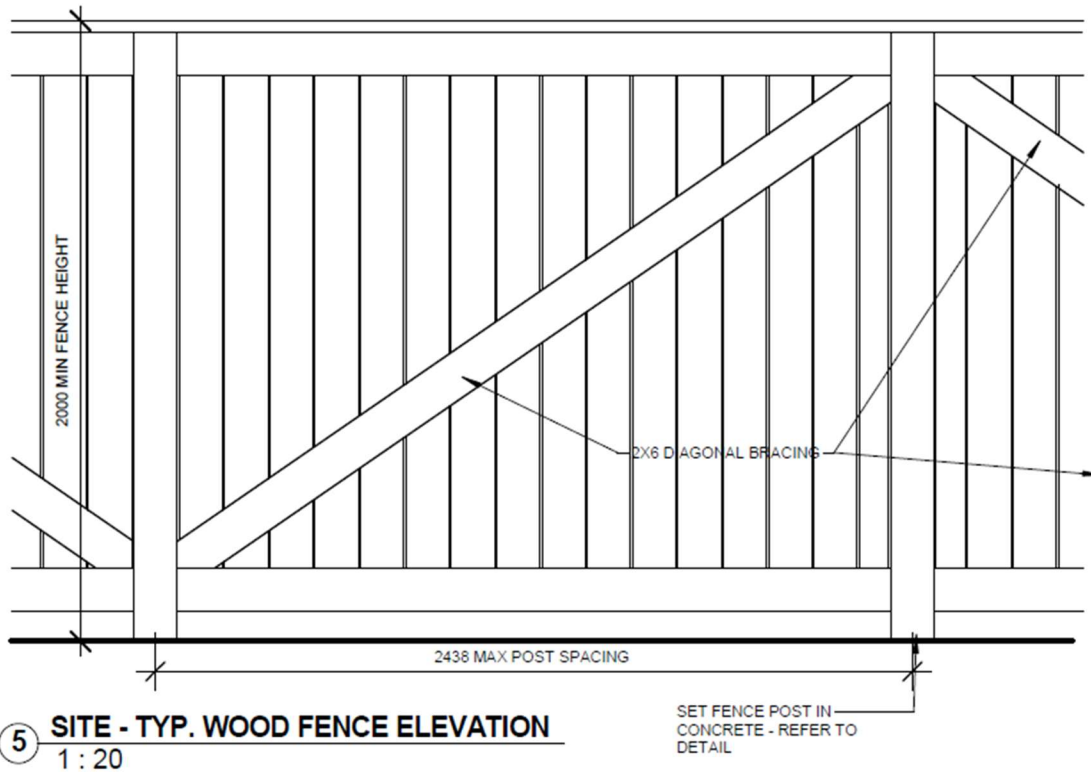 2000 MIN FENCE HEIGHT
2X6 DIAGONAL BRACING
2438 MAX POST SPACING
SET FENCE POST IN
CONCRETE - REFER TO
DETAIL
5
SITE - TYP. WOOD FENCE ELEVATION
1 : 20